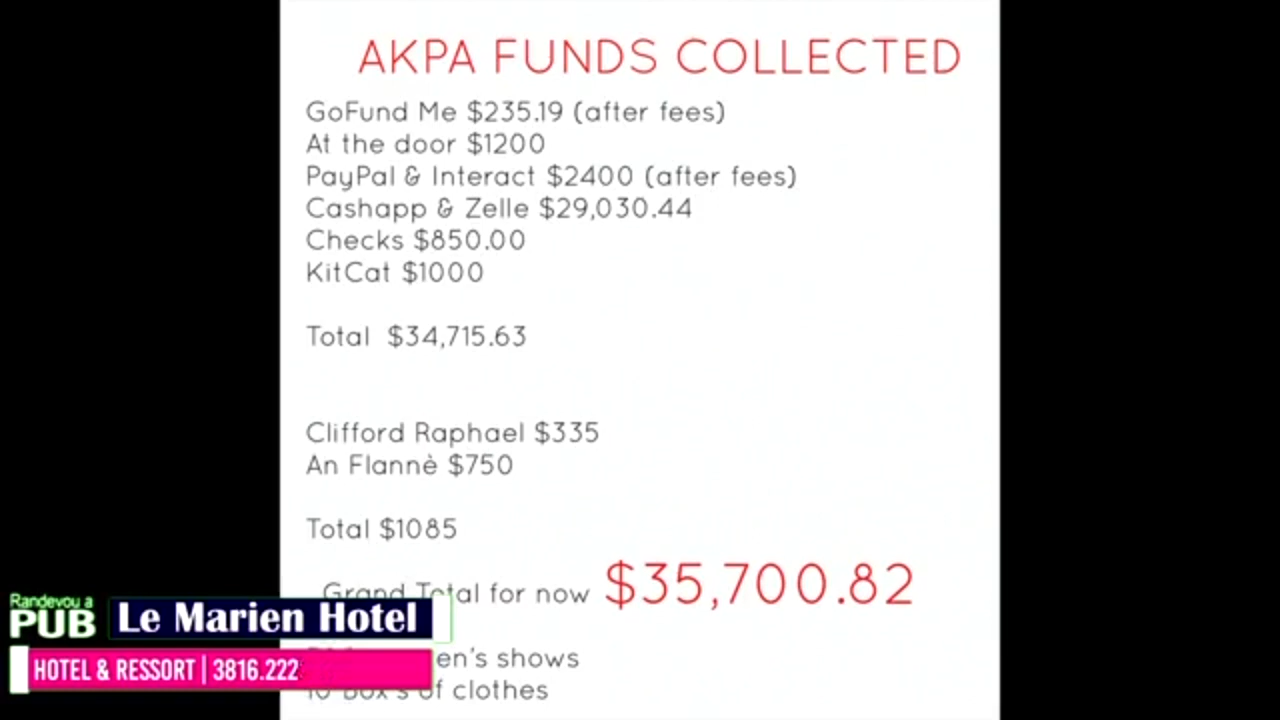 AKPA FUNDS COLLECTED
GoFund Me $235.19 (after fees)
At the door $1200
PayPal & Interact $2400 (after fees)
Cashapp & Zelle $29,030.44
Checks $850.00
KitCat $1000
Total $34,715.63
Clifford Raphael $335
An Flannè $750
Total $1085
Grand Total for now $35,700.82
en's shows
10 Box's of clothes
Randevou a
PUB
Le Marien Hotel
HOTEL & RESSORT | 3816.222